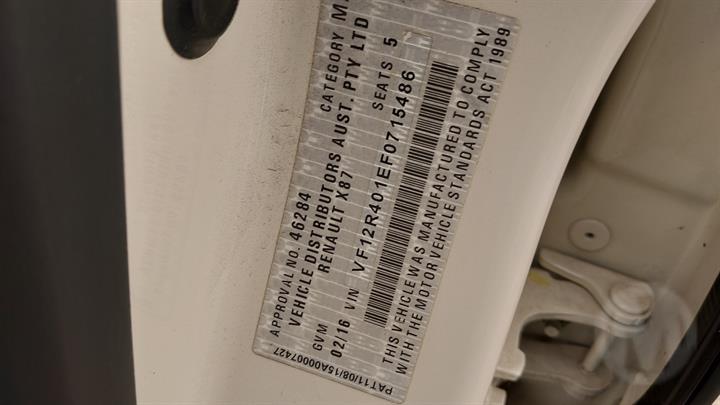 APPROVAL NO. 46284 CATEGORY M
VEHICLE DISTRIBUTORS AUST. PTY LTD
RENAULT X87
GVM SEATS 5
02/16 VIN VF12R401EF0715486
THIS VEHICLE WAS MANUFACTURED TO COMPLY
WITH THE MOTOR VEHICLE STANDARDS ACT 1989
PAT11/08/15A00007427